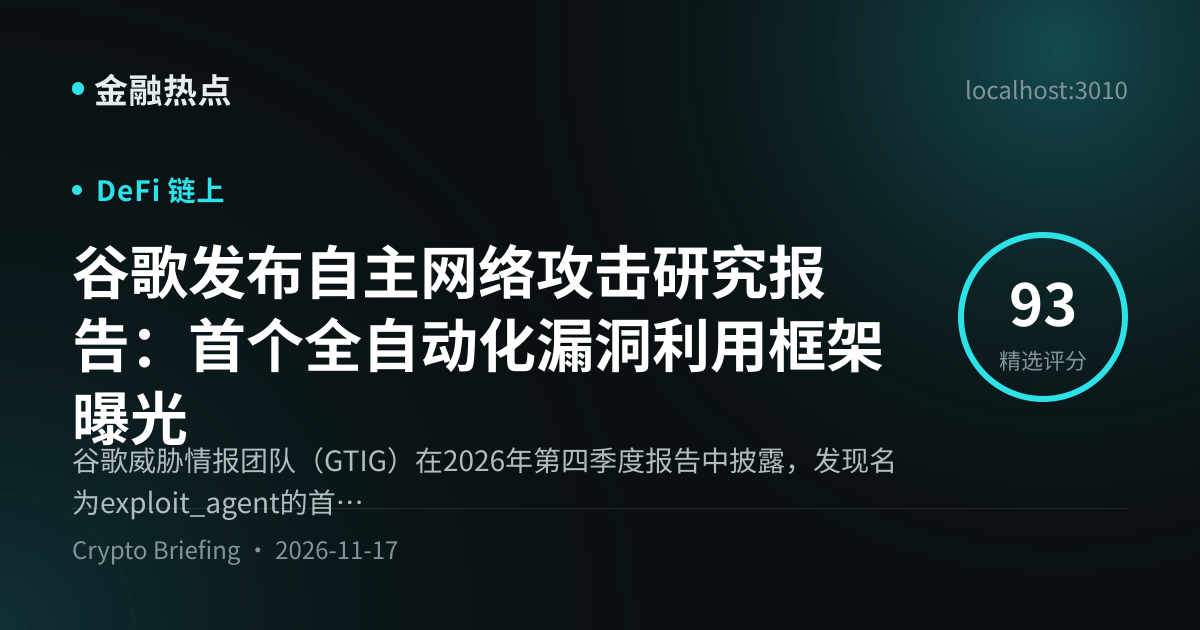 金融热点
localhost:3010
DeFi 链上
谷歌发布自主网络攻击研究报
告：首个全自动化漏洞利用框架
曝光
93
精选评分
谷歌威胁情报团队（GTIG）在2026年第四季度报告中披露，发现名
为exploit_agent的首…
Crypto Briefing · 2026-11-17